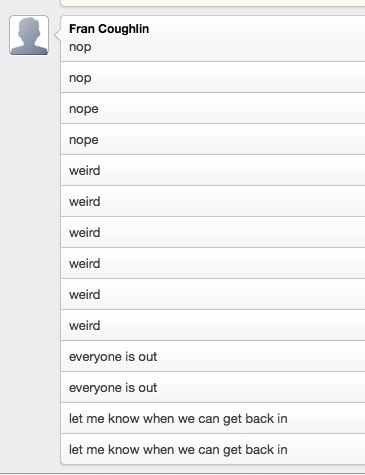 Fran Coughlin
nop
nop
nope
nope
weird
weird
weird
weird
weird
weird
everyone is out
everyone is out
let me know when we can get back in
let me know when we can get back in